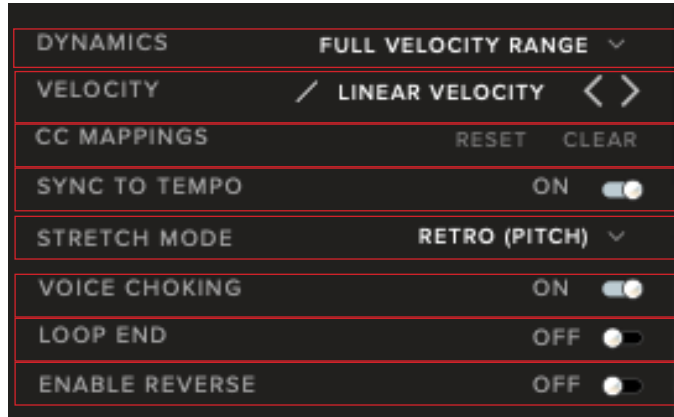 DYNAMICS FULL VELOCITY RANGE
VELOCITY LINEAR VELOCITY
CC MAPPINGS RESET CLEAR
SYNC TO TEMPO ON
STRETCH MODE RETRO (PITCH)
VOICE CHOKING ON
LOOP END OFF
ENABLE REVERSE OFF